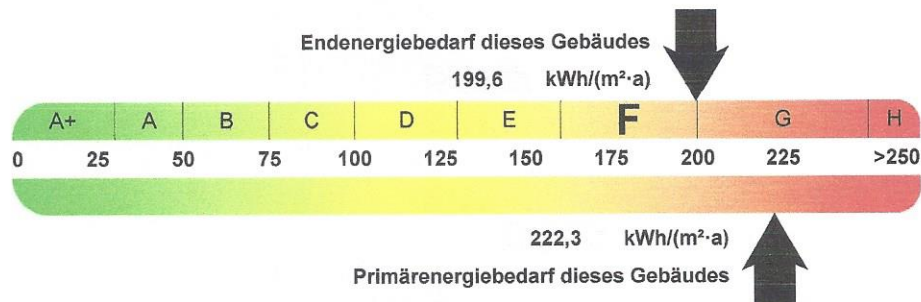 Endenergiebedarf dieses Gebäudes
199,6 kWh/(m²·a)
A+ A B C D E F G H
0 25 50 75 100 125 150 175 200 225 >250
222,3 kWh/(m²·a)
Primärenergiebedarf dieses Gebäudes